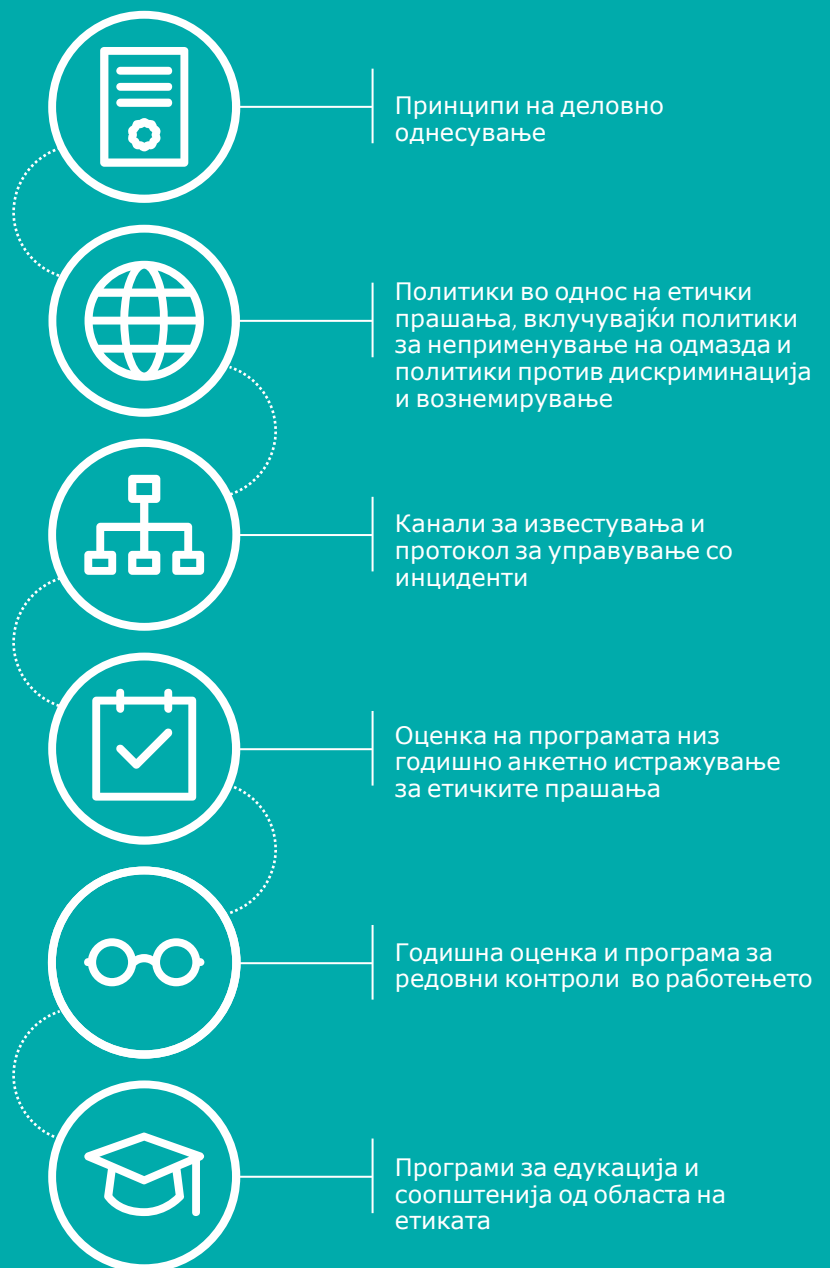 Принципи на деловно
однесување
Политики во однос на етички
прашања, вклучувајќи политики
за неприменување на одмазда и
политики против дискриминација
и вознемирување
Канали за известувања и
протокол за управување со
инциденти
Оценка на програмата низ
годишно анкетно истражување
за етичките прашања
Годишна оценка и програма за
редовни контроли  во работењето
Програми за едукација и
соопштенија од областа на
етиката